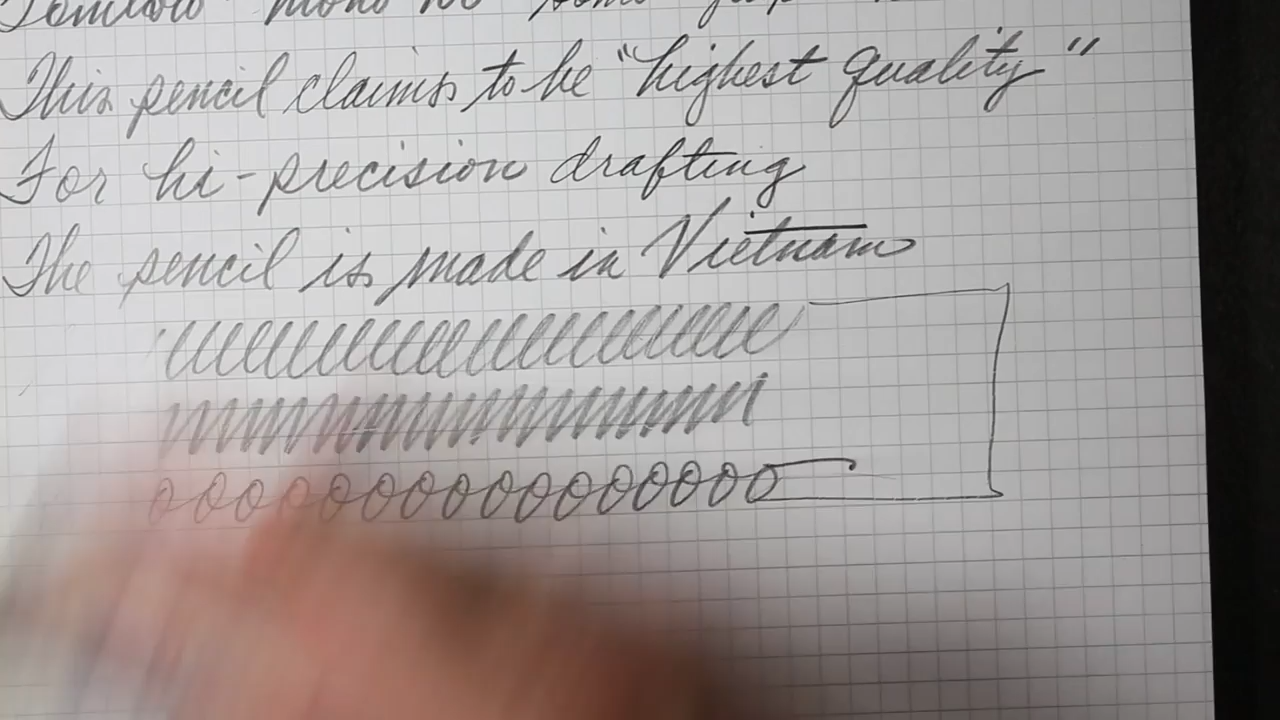 This pencil claims to be "highest quality"
For hi-precision drafting
The pencil is made in Vietnam